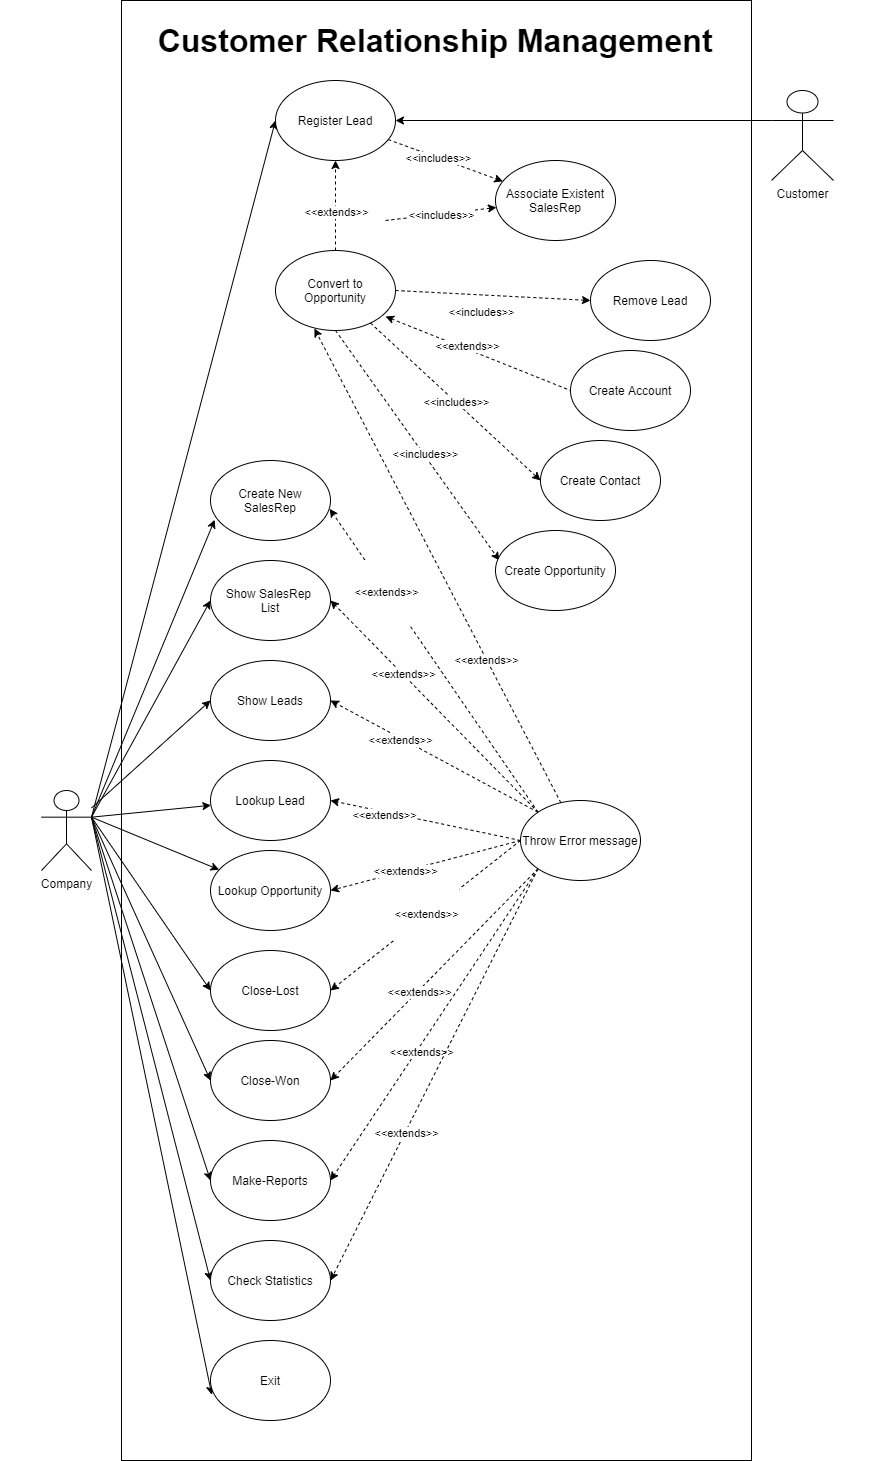 Customer Relationship Management
Register Lead
<<includes>>
Associate Existent
SalesRep
Customer
<<extends>>
<<includes>>
Convert to
Opportunity
Remove Lead
<<includes>>
<<extends>>
Create Account
<<includes>>
<<includes>>
Create Contact
Create New
SalesRep
Create Opportunity
<<extends>>
Show SalesRep
List
<<extends>>
<<extends>>
Show Leads
<<extends>>
Lookup Lead
<<extends>>
Throw Error message
Company
<<extends>>
Lookup Opportunity
<<extends>>
Close-Lost
<<extends>>
<<extends>>
Close-Won
<<extends>>
Make-Reports
Check Statistics
Exit